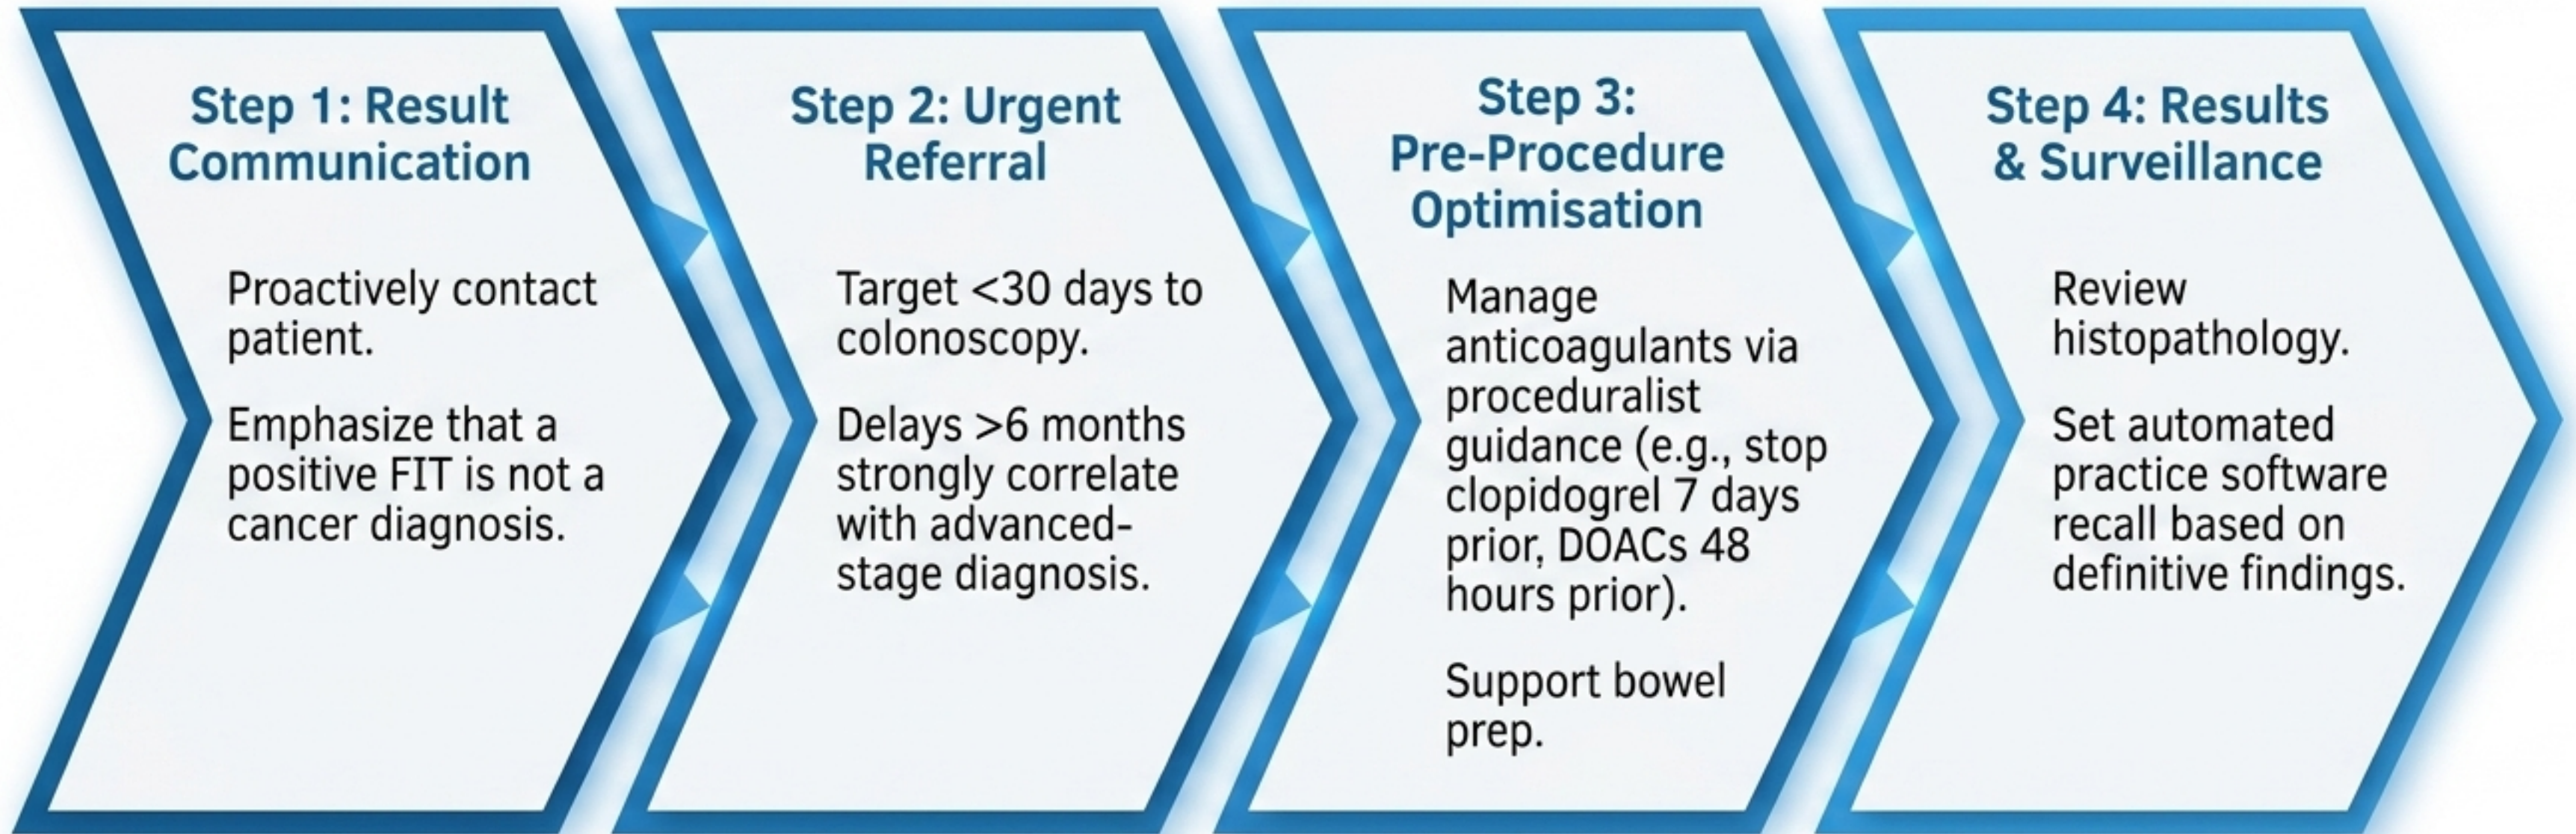 Step 1: Result
Communication
Proactively contact
patient.
Emphasize that a
positive FIT is not a
cancer diagnosis.
Step 2: Urgent
Referral
Target <30 days to
colonoscopy.
Delays >6 months
strongly correlate
with advanced-
stage diagnosis.
Step 3:
Pre-Procedure
Optimisation
Manage
anticoagulants via
proceduralist
guidance (e.g., stop
clopidogrel 7 days
prior, DOACs 48
hours prior).
Support bowel
prep.
Step 4: Results
& Surveillance
Review
histopathology.
Set automated
practice software
recall based on
definitive findings.